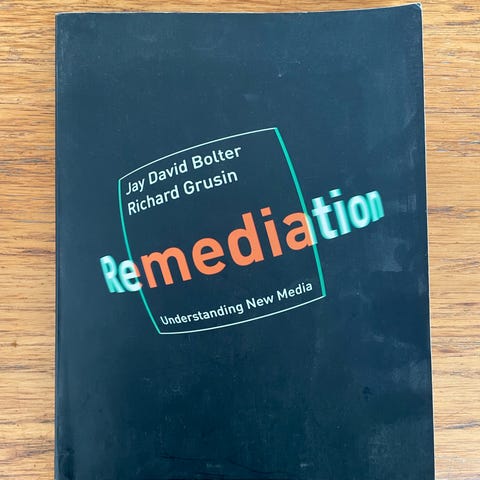 Jay David Bolter
Richard Grusin
Remediation
Understanding New Media